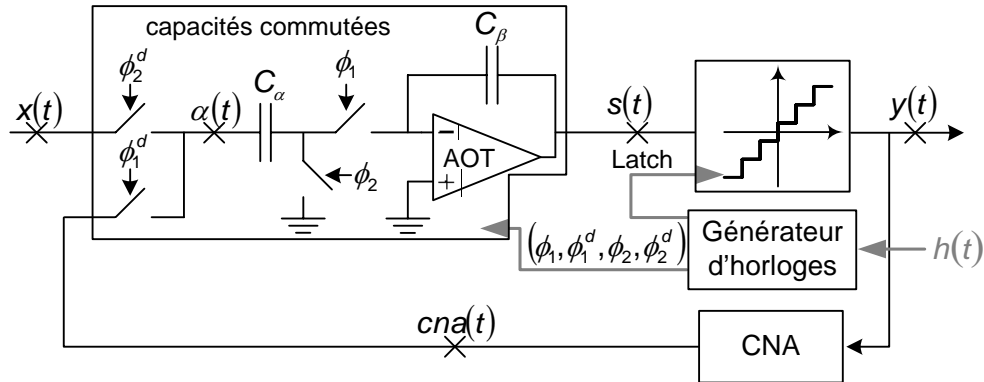 capacités commutées
C_β
ϕ_2^d
ϕ_1
C_α
x(t)
α(t)
s(t)
y(t)
ϕ_1^d
−
AOT
+
ϕ_2
Latch
(ϕ_1, ϕ_1^d, ϕ_2, ϕ_2^d)
Générateur
d'horloges
h(t)
cna(t)
CNA